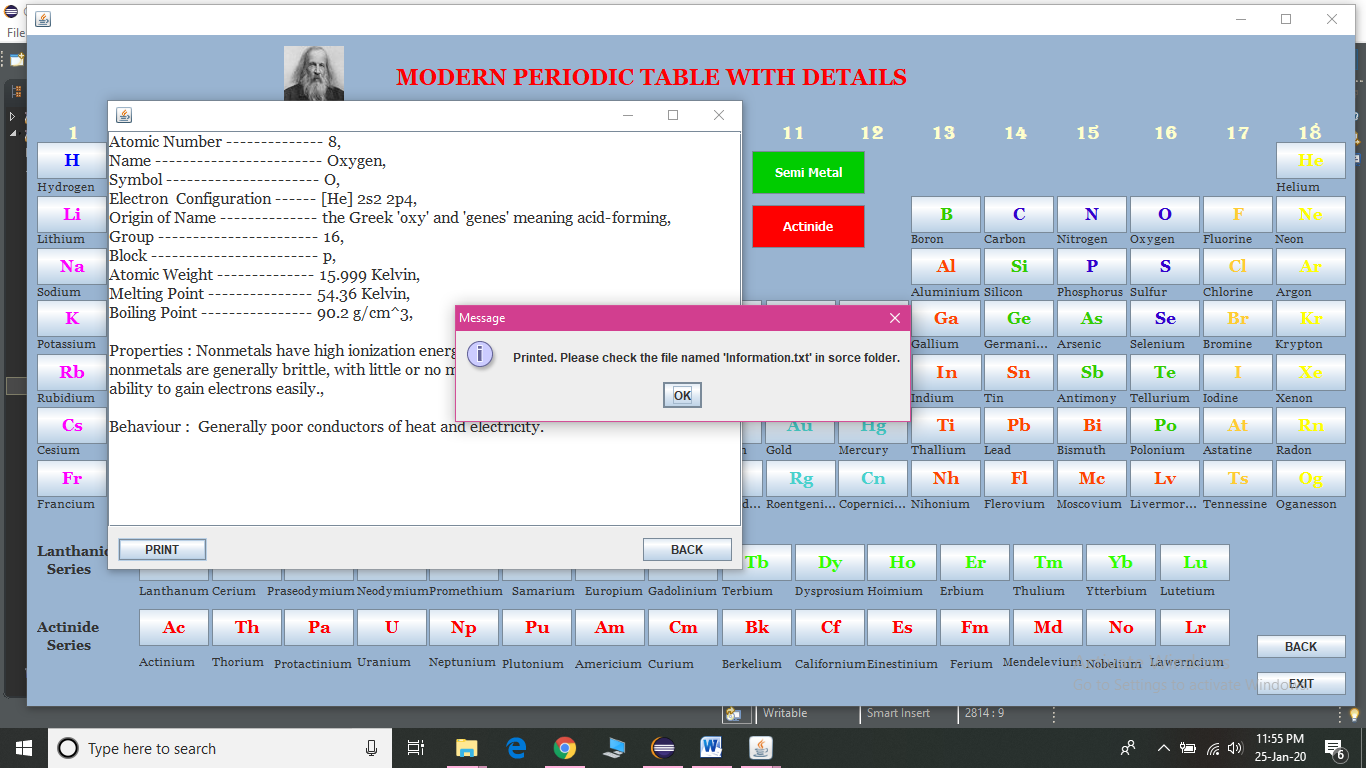 File
MODERN PERIODIC TABLE WITH DETAILS
1 11 12 13 14 15 16 17 18
H
Hydrogen
Li
Lithium
Na
Sodium
K
Potassium
Rb
Rubidium
Cs
Cesium
Fr
Francium
Atomic Number -------------- 8,
Name ------------------------ Oxygen,
Symbol ---------------------- O,
Electron Configuration ------ [He] 2s2 2p4,
Origin of Name -------------- the Greek 'oxy' and 'genes' meaning acid-forming,
Group ----------------------- 16,
Block ------------------------ p,
Atomic Weight -------------- 15.999 Kelvin,
Melting Point --------------- 54.36 Kelvin,
Boiling Point ---------------- 90.2 g/cm^3,
Properties : Nonmetals have high ionization energ
nonmetals are generally brittle, with little or no m
ability to gain electrons easily.,
Behaviour : Generally poor conductors of heat and electricity.
PRINT BACK
Message
Printed. Please check the file named 'Information.txt' in sorce folder.
OK
Semi Metal
Actinide
He
Helium
B C N O F Ne
Boron Carbon Nitrogen Oxygen Fluorine Neon
Al Si P S Cl Ar
Aluminium Silicon Phosphorus Sulfur Chlorine Argon
Ga Ge As Se Br Kr
Gallium Germani... Arsenic Selenium Bromine Krypton
In Sn Sb Te I Xe
Indium Tin Antimony Tellurium Iodine Xenon
Au Hg Ti Pb Bi Po At Rn
Gold Mercury Thallium Lead Bismuth Polonium Astatine Radon
Rg Cn Nh Fl Mc Lv Ts Og
Roentgeni... Copernici... Nihonium Flerovium Moscovium Livermor... Tennessine Oganesson
Lanthanic
Series
Tb Dy Ho Er Tm Yb Lu
Lanthanum Cerium Praseodymium Neodymium Promethium Samarium Europium Gadolinium Terbium Dysprosium Hoimium Erbium Thulium Ytterbium Lutetium
Actinide
Series
Ac Th Pa U Np Pu Am Cm Bk Cf Es Fm Md No Lr
Actinium Thorium Protactinium Uranium Neptunium Plutonium Americium Curium Berkelium Californium Einestinium Ferium Mendelevium Nobelium Lawerncium
BACK
Go to Settings to activate Windows.
EXIT
Writable Smart Insert 2814 : 9
Type here to search
11:55 PM
25-Jan-20
6